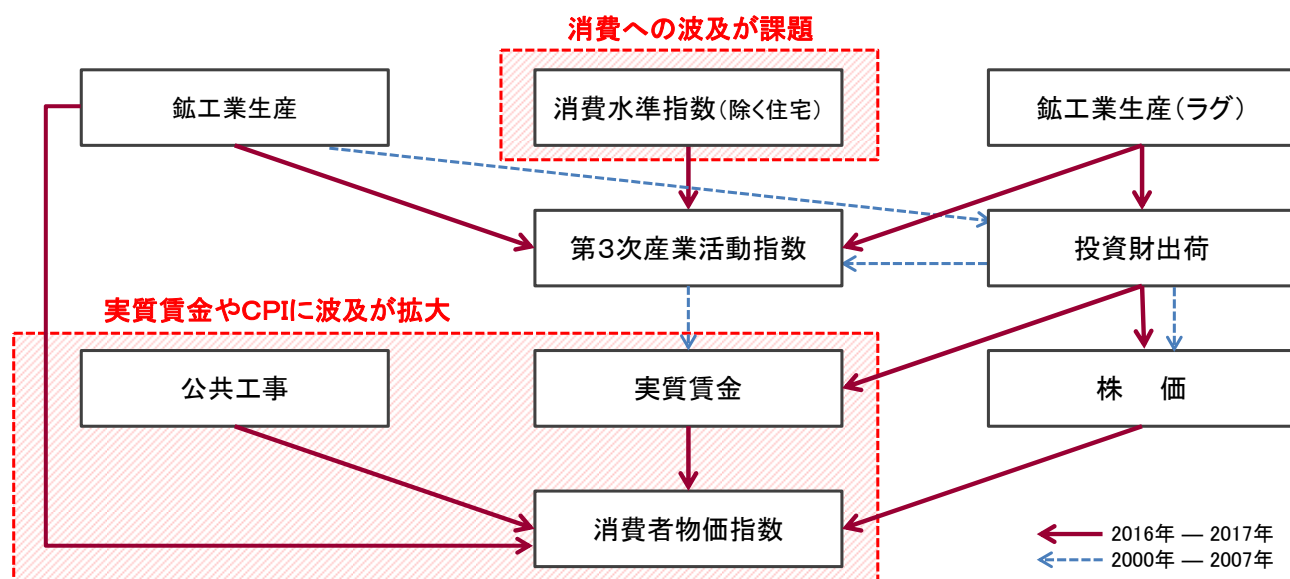 消費への波及が課題
鉱工業生産
消費水準指数(除く住宅)
鉱工業生産(ラグ)
第3次産業活動指数
投資財出荷
実質賃金やCPIに波及が拡大
公共工事
実質賃金
株 価
消費者物価指数
2016年 ― 2017年
2000年 ― 2007年